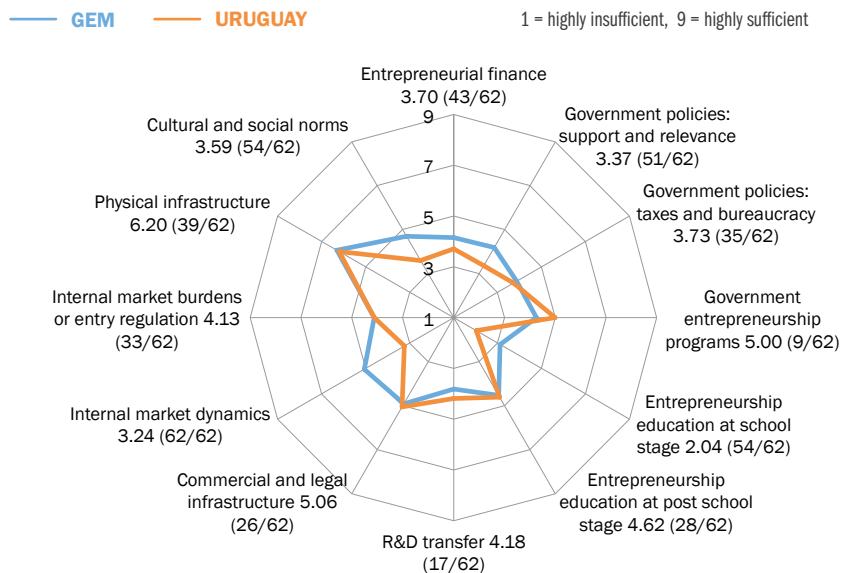 GEM
URUGUAY
1 = highly insufficient, 9 = highly sufficient
Entrepreneurial finance
3.70 (43/62)
Government policies:
support and relevance
3.37 (51/62)
Government policies:
taxes and bureaucracy
3.73 (35/62)
Government
entrepreneurship
programs 5.00 (9/62)
Entrepreneurship
education at school
stage 2.04 (54/62)
Entrepreneurship
education at post school
stage 4.62 (28/62)
R&D transfer 4.18
(17/62)
Commercial and legal
infrastructure 5.06
(26/62)
Internal market dynamics
3.24 (62/62)
Internal market burdens
or entry regulation 4.13
(33/62)
Physical infrastructure
6.20 (39/62)
Cultural and social norms
3.59 (54/62)
9
7
5
3
1